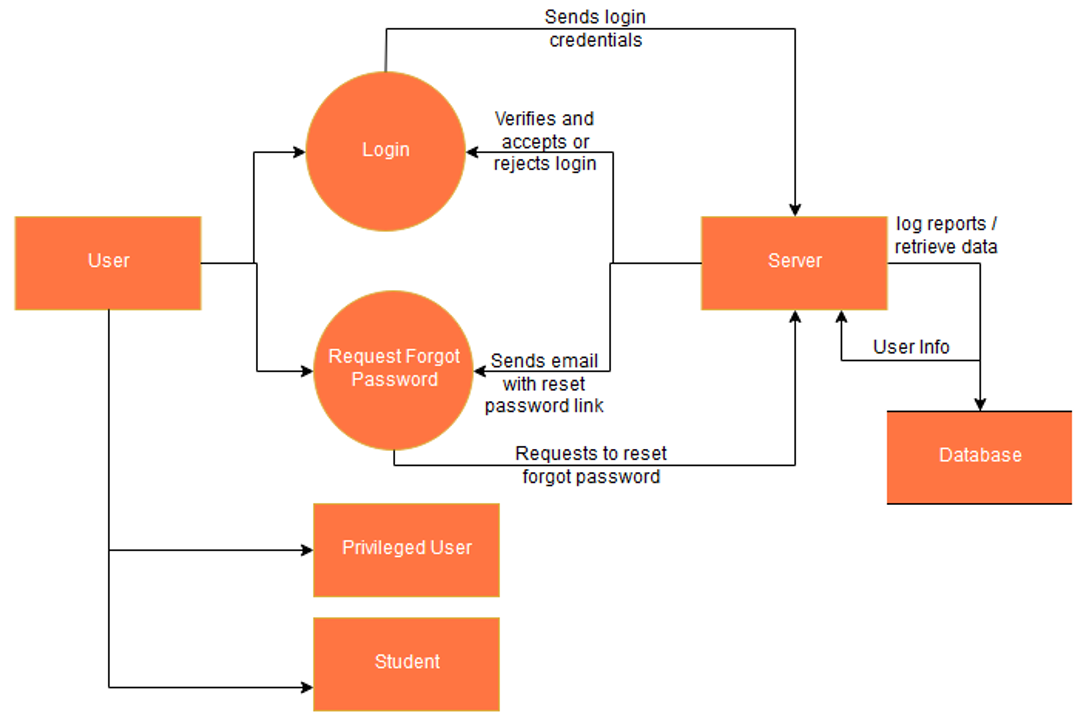 Sends login
credentials
Login
Verifies and
accepts or
rejects login
User
Server
log reports /
retrieve data
Request Forgot
Password
Sends email
with reset
password link
User Info
Requests to reset
forgot password
Database
Privileged User
Student